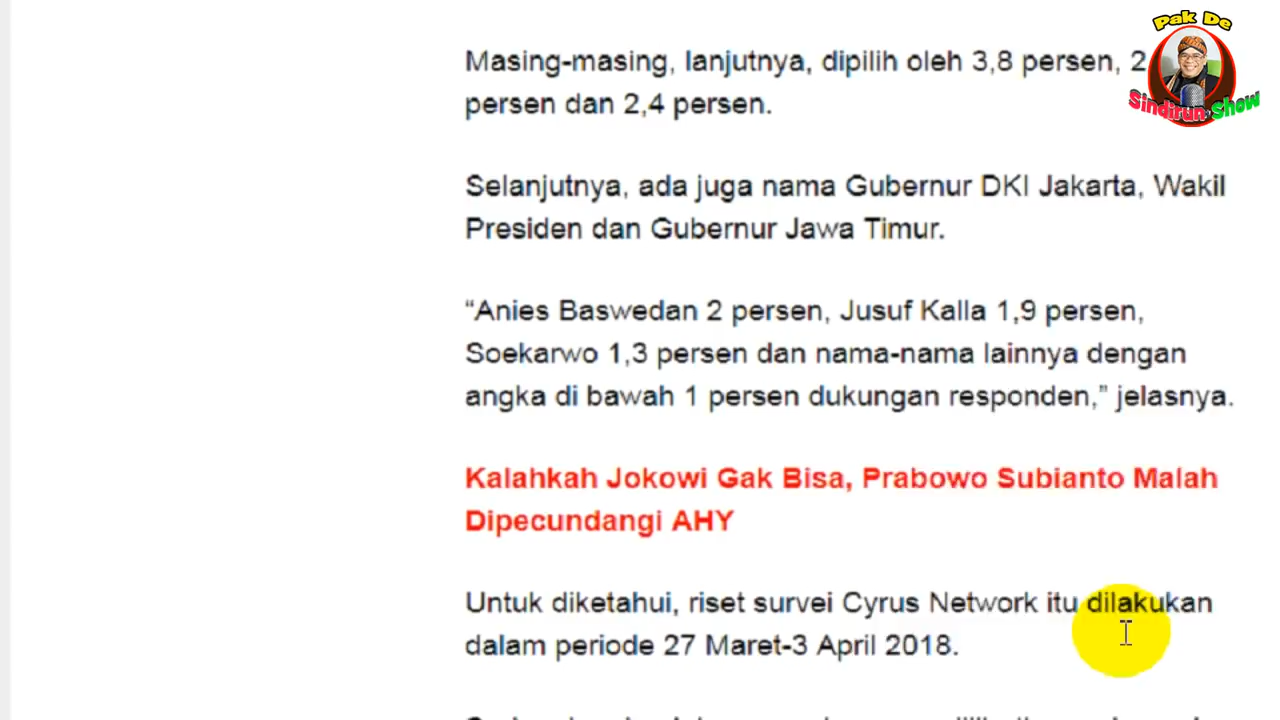 Pak De
Sindirun Show
Masing-masing, lanjutnya, dipilih oleh 3,8 persen,
persen dan 2,4 persen.
Selanjutnya, ada juga nama Gubernur DKI Jakarta, Wakil
Presiden dan Gubernur Jawa Timur.
“Anies Baswedan 2 persen, Jusuf Kalla 1,9 persen,
Soekarwo 1,3 persen dan nama-nama lainnya dengan
angka di bawah 1 persen dukungan responden,” jelasnya.
Kalahkah Jokowi Gak Bisa, Prabowo Subianto Malah
Dipecundangi AHY
Untuk diketahui, riset survei Cyrus Network itu dilakukan
dalam periode 27 Maret-3 April 2018.